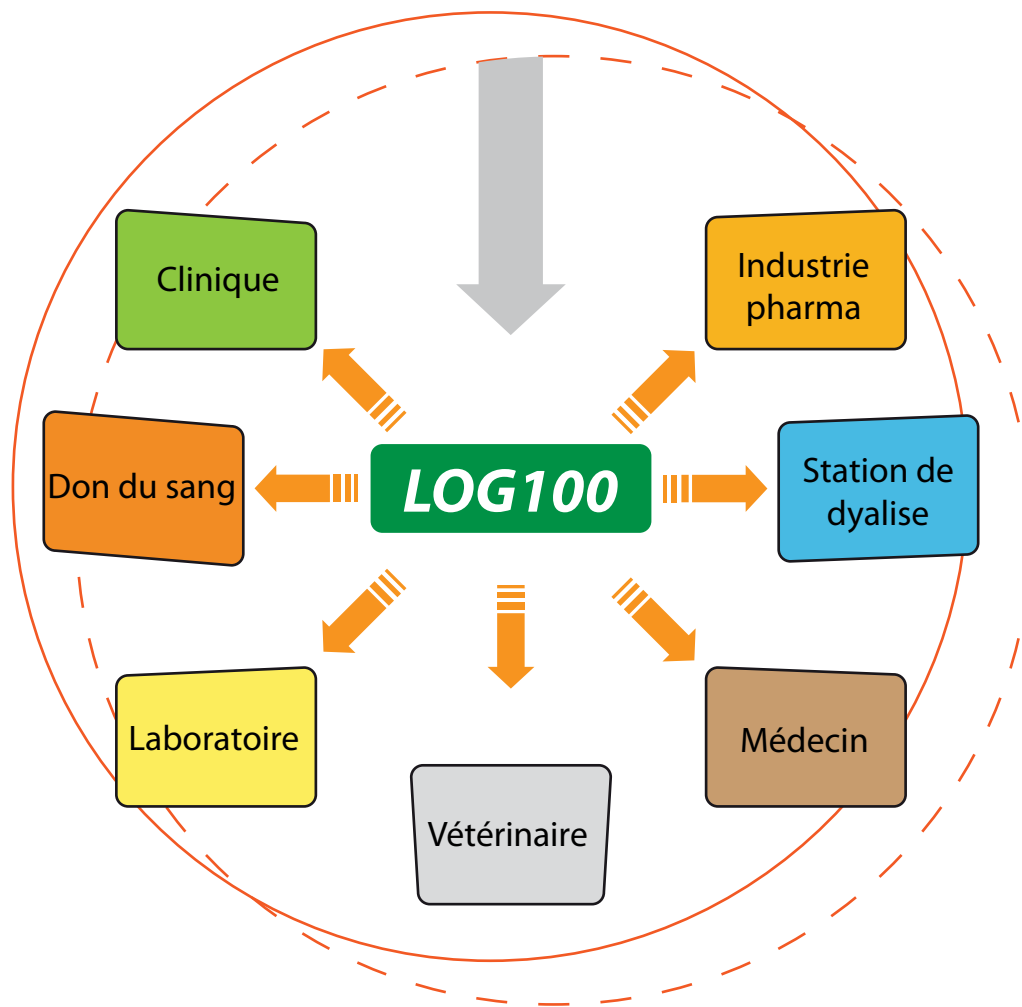 Clinique
Industrie
pharma
Don du sang
LOG100
Station de
dyalise
Laboratoire
Médecin
Vétérinaire